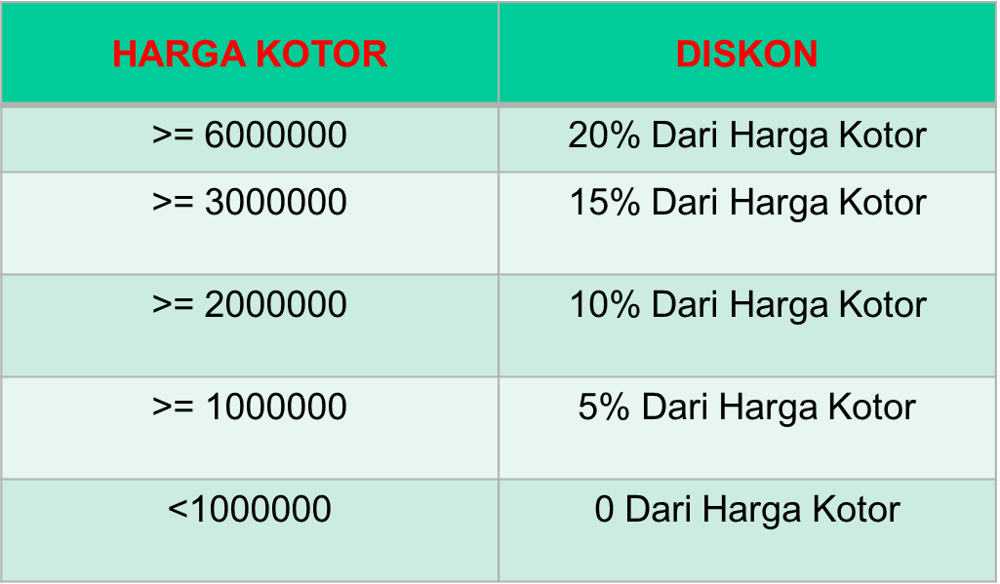 HARGA KOTOR DISKON
>= 6000000 20% Dari Harga Kotor
>= 3000000 15% Dari Harga Kotor
>= 2000000 10% Dari Harga Kotor
>= 1000000 5% Dari Harga Kotor
<1000000 0 Dari Harga Kotor